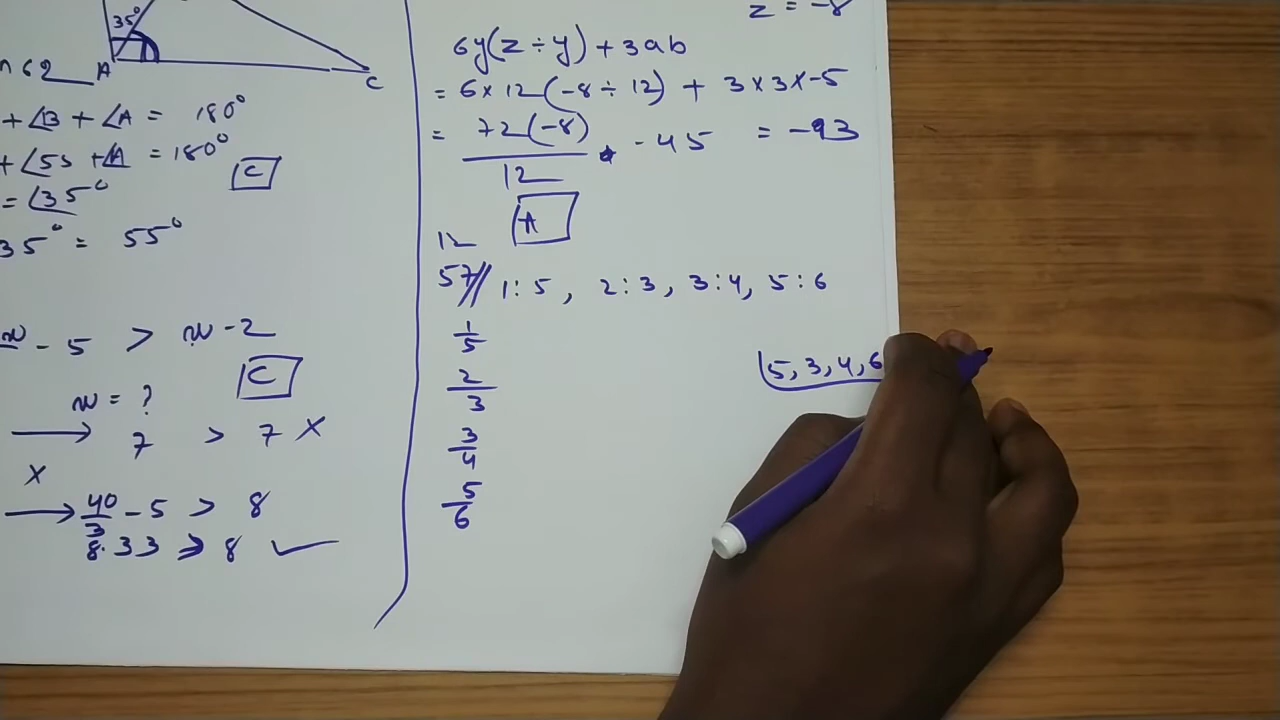 35°
A
C
n 62
+ ∠B + ∠A = 180°
+ ∠55 + A = 180°
C
= ∠35°
35° = 55°
- 5 > x - 2
C
x = ?
7 > 7 X
X
40/3 - 5 > 8
8.33 > 8 ✓
z = -8
6y(z ÷ y) + 3ab
= 6 × 12 (-8 ÷ 12) + 3 × 3 × -5
= 72(-8)/12 - 45 = -93
A
12
57// 1:5, 2:3, 3:4, 5:6
1/5
5, 3, 4, 6
2/3
3/4
5/6